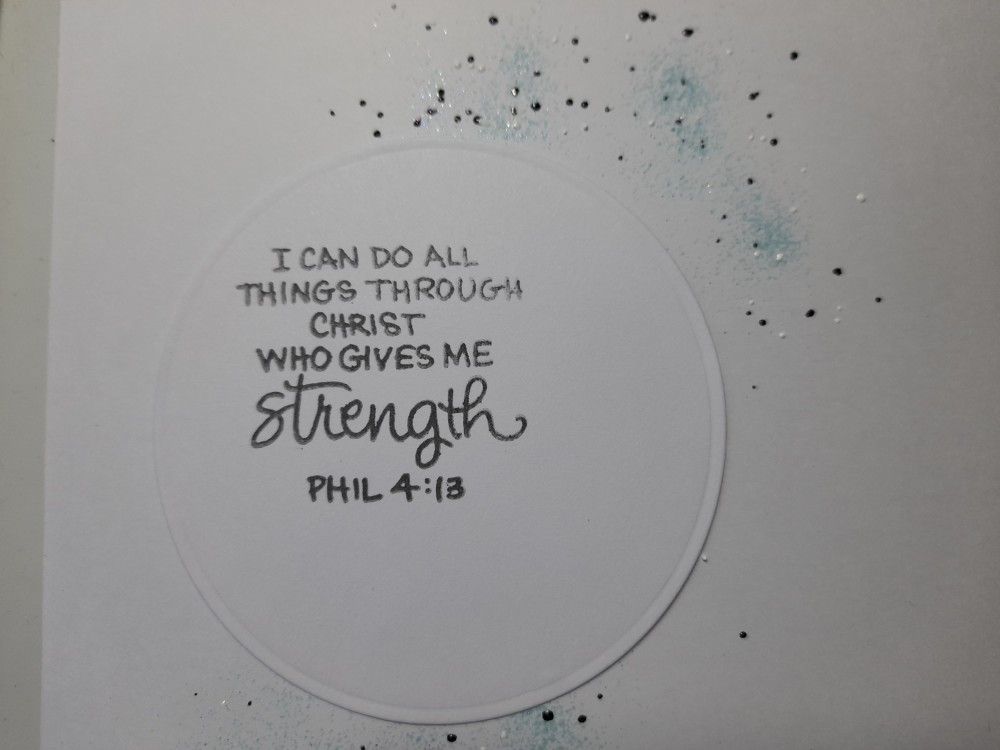 I CAN DO ALL
THINGS THROUGH
CHRIST
WHO GIVES ME
strength
PHIL 4:13